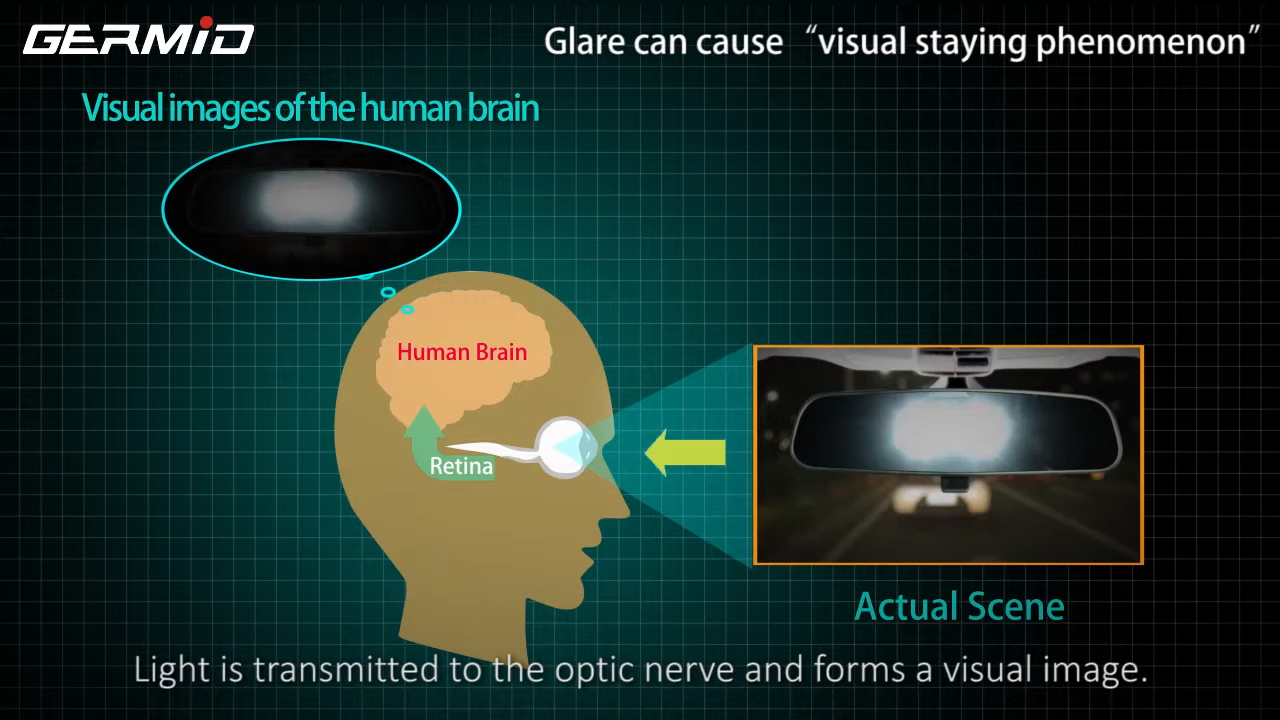 GERMID
Glare can cause “visual staying phenomenon”
Visual images of the human brain
Human Brain
Retina
Actual Scene
Light is transmitted to the optic nerve and forms a visual image.